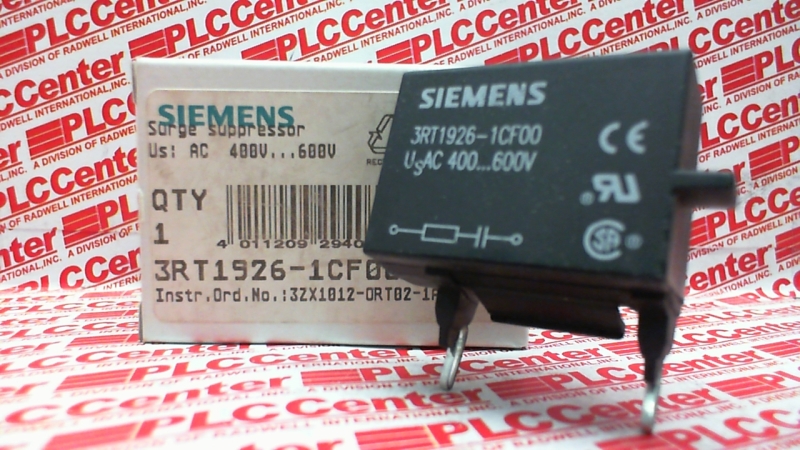 SIEMENS
Surge suppressor
Us: AC 400V...600V
QTY
1
4 011209 2940
3RT1926-1CF00
Instr.Ord.No.:3ZX1012-0RT02-1A
SIEMENS
3RT1926-1CF00
UsAC 400...600V
CE
SA
PLCCenter
A DIVISION OF RADWELL INTERNATIONAL, INC.